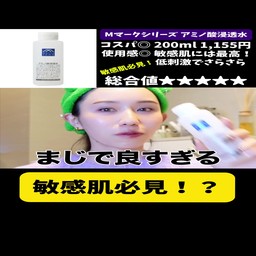 Mマークシリーズ アミノ酸浸透水
コスパ◎ 200ml 1,155円
使用感◎ 敏感肌には最高！
敏感肌必見！ 低刺激でさらさら
総合値★★★★★
まじで良すぎる
敏感肌必見！？